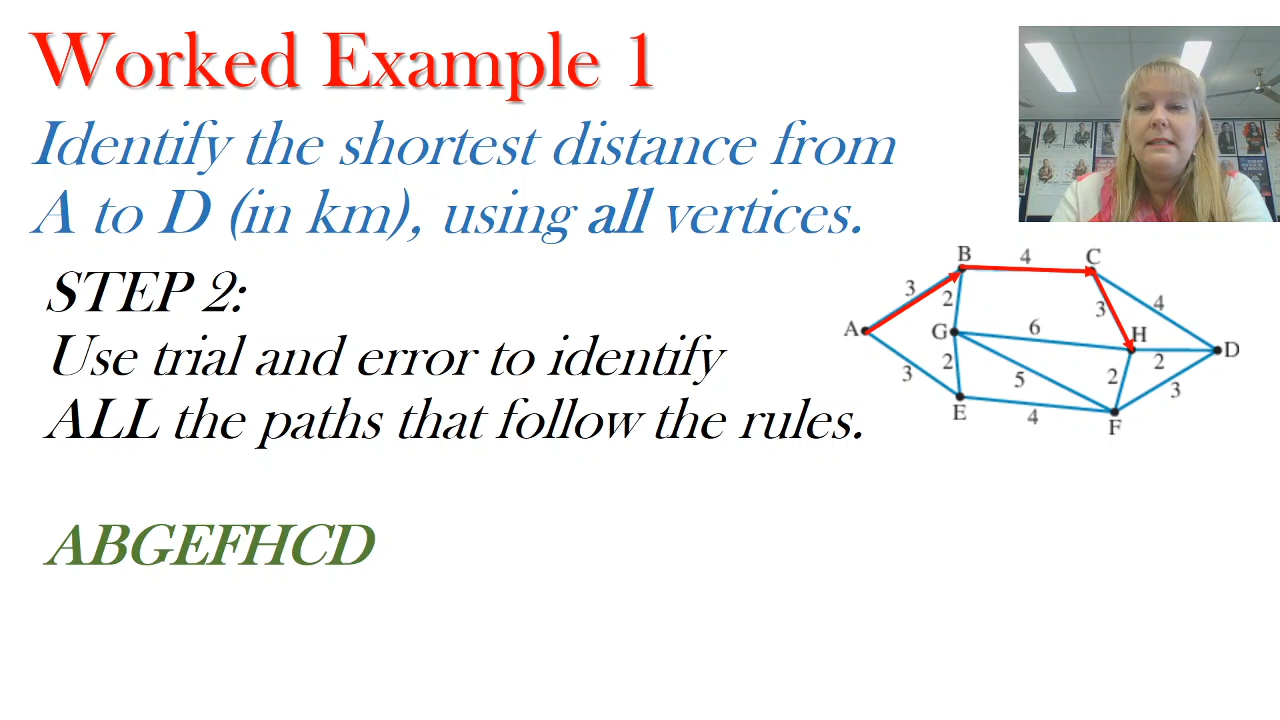 Worked Example 1
Identify the shortest distance from
A to D (in km), using all vertices.
STEP 2:
Use trial and error to identify
ALL the paths that follow the rules.
ABGEFHCD
B 4 C
3 2 3 4
A G 6 H D
3 2 5 2 2 3
E 4 F